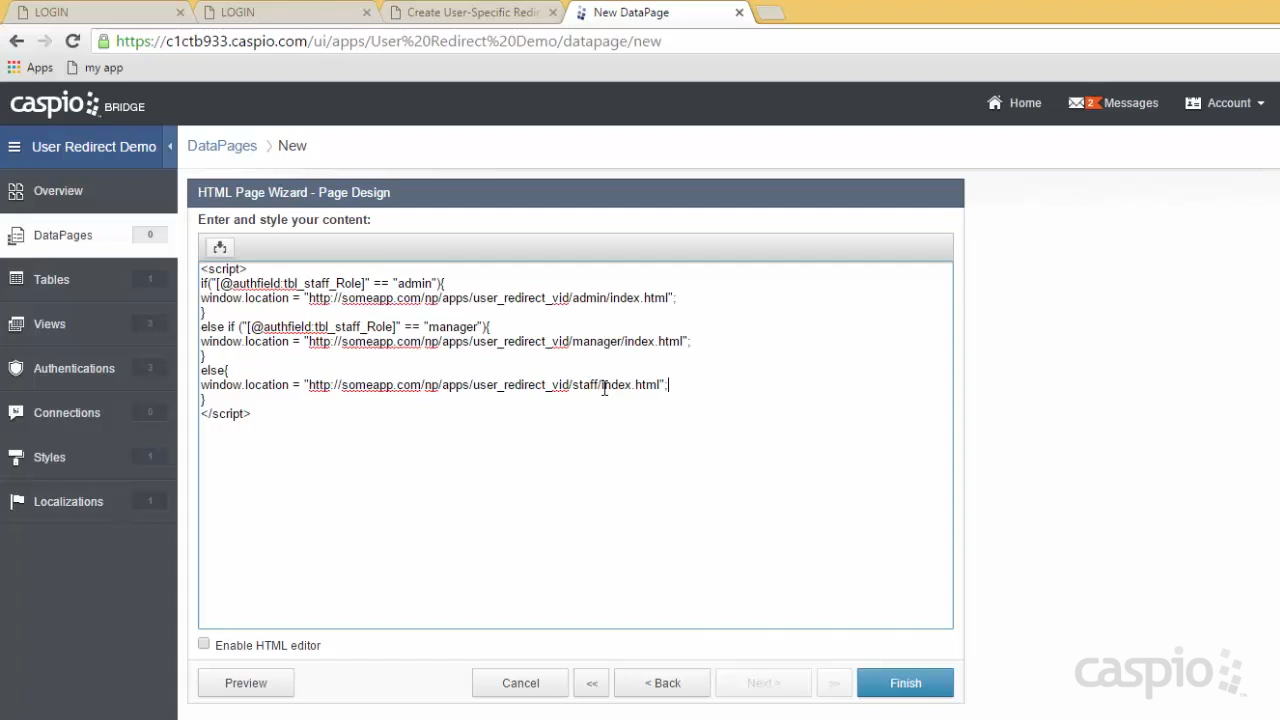 LOGIN
LOGIN
Create User-Specific Redir
New DataPage
https://c1ctb933.caspio.com/ui/apps/User%20Redirect%20Demo/datapage/new
Apps
my app
caspio BRIDGE
Home
2 Messages
Account
User Redirect Demo
DataPages
New
Overview
DataPages 0
Tables 1
Views 3
Authentications 3
Connections 0
Styles 1
Localizations 1
HTML Page Wizard - Page Design
Enter and style your content:
<script>
if("[@authfield:tbl_staff_Role]" == "admin"){
window.location = "http://someapp.com/np/apps/user_redirect_vid/admin/index.html";
}
else if ("[@authfield:tbl_staff_Role]" == "manager"){
window.location = "http://someapp.com/np/apps/user_redirect_vid/manager/index.html";
}
else{
window.location = "http://someapp.com/np/apps/user_redirect_vid/staff/index.html";
}
</script>
Enable HTML editor
Preview
Cancel
<<
< Back
Next >
>>
Finish
caspio